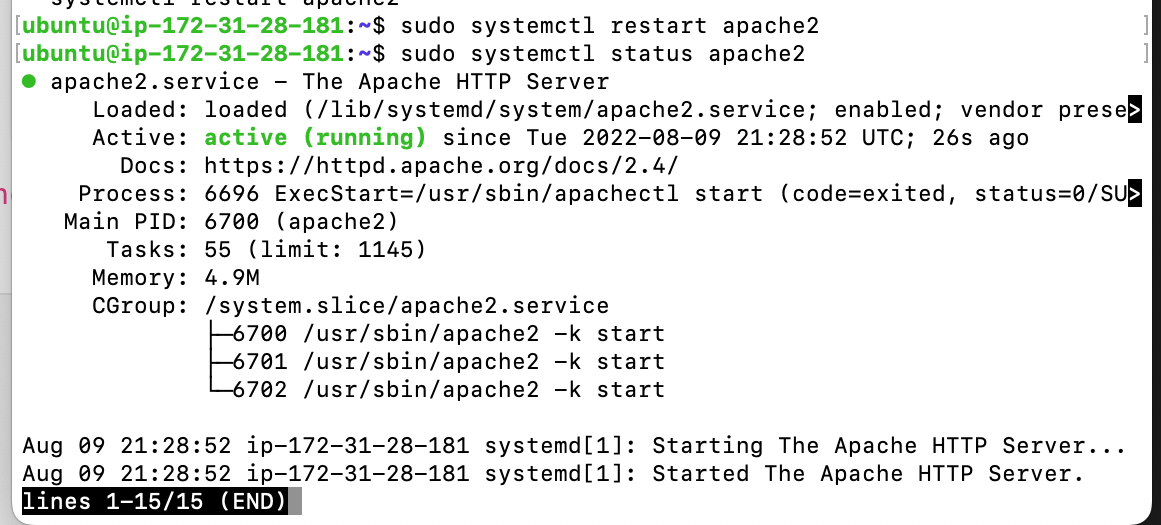 systemctl restart apache2
[ubuntu@ip-172-31-28-181:~$ sudo systemctl restart apache2 ]
[ubuntu@ip-172-31-28-181:~$ sudo systemctl status apache2 ]
● apache2.service - The Apache HTTP Server
     Loaded: loaded (/lib/systemd/system/apache2.service; enabled; vendor prese>
     Active: active (running) since Tue 2022-08-09 21:28:52 UTC; 26s ago
       Docs: https://httpd.apache.org/docs/2.4/
    Process: 6696 ExecStart=/usr/sbin/apachectl start (code=exited, status=0/SU>
   Main PID: 6700 (apache2)
      Tasks: 55 (limit: 1145)
     Memory: 4.9M
     CGroup: /system.slice/apache2.service
             ├─6700 /usr/sbin/apache2 -k start
             ├─6701 /usr/sbin/apache2 -k start
             └─6702 /usr/sbin/apache2 -k start
Aug 09 21:28:52 ip-172-31-28-181 systemd[1]: Starting The Apache HTTP Server...
Aug 09 21:28:52 ip-172-31-28-181 systemd[1]: Started The Apache HTTP Server.
lines 1-15/15 (END)